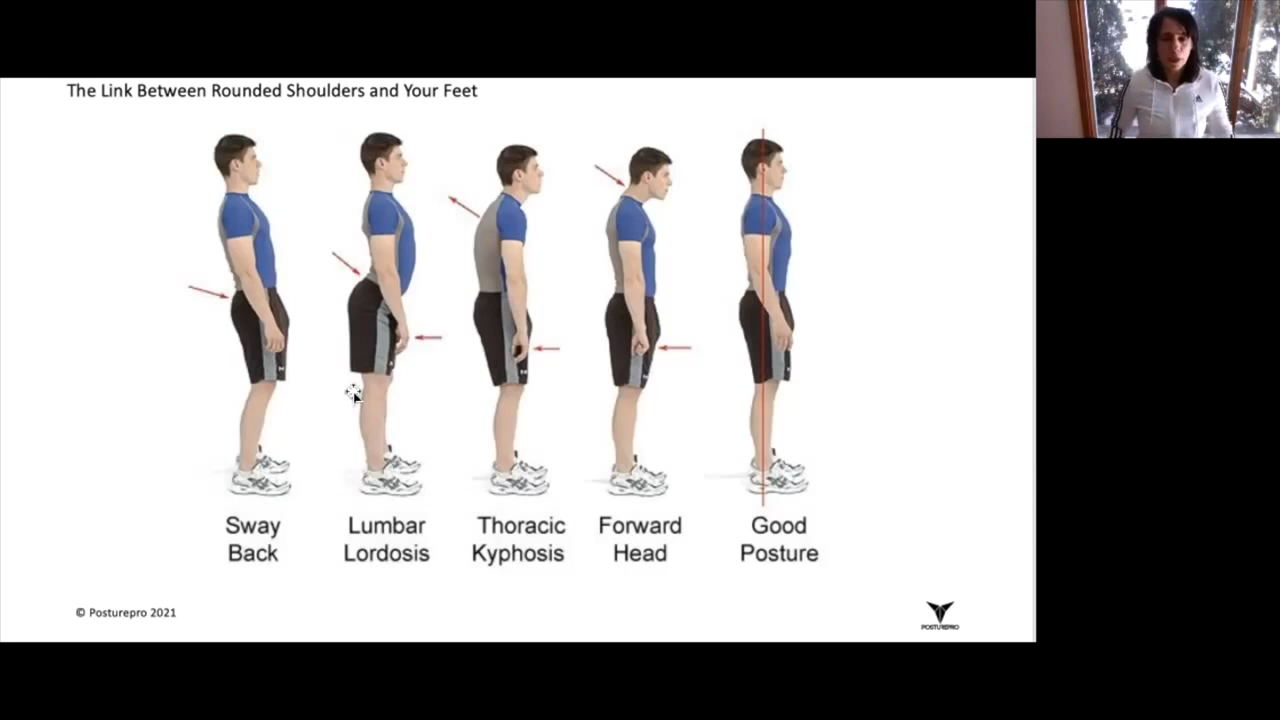 The Link Between Rounded Shoulders and Your Feet
Sway
Back
Lumbar
Lordosis
Thoracic
Kyphosis
Forward
Head
Good
Posture
© Posturepro 2021
POSTUREPRO